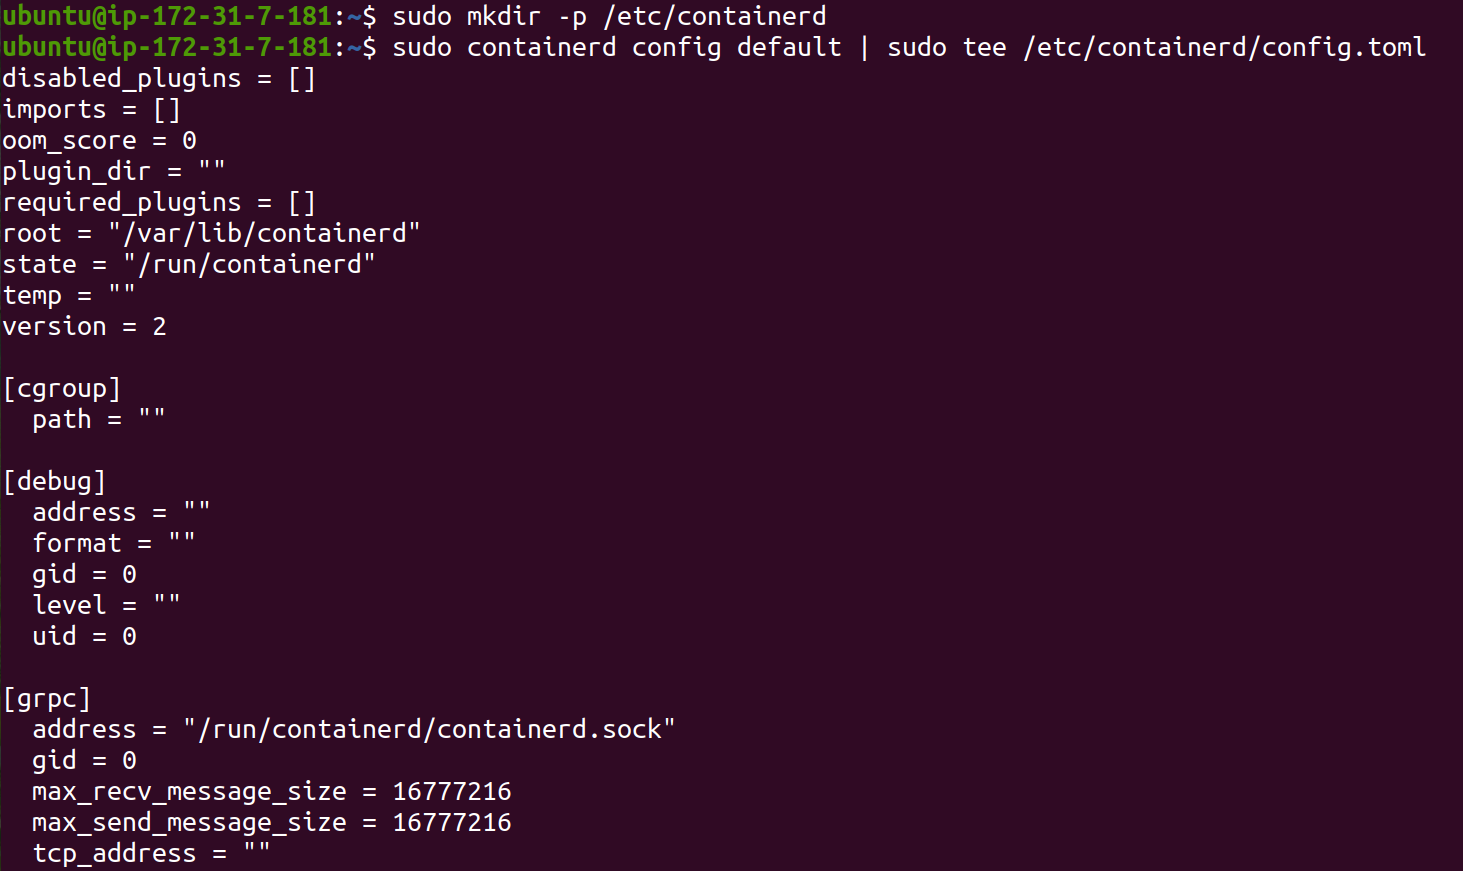 ubuntu@ip-172-31-7-181:~$ sudo mkdir -p /etc/containerd
ubuntu@ip-172-31-7-181:~$ sudo containerd config default | sudo tee /etc/containerd/config.toml
disabled_plugins = []
imports = []
oom_score = 0
plugin_dir = ""
required_plugins = []
root = "/var/lib/containerd"
state = "/run/containerd"
temp = ""
version = 2

[cgroup]
  path = ""

[debug]
  address = ""
  format = ""
  gid = 0
  level = ""
  uid = 0

[grpc]
  address = "/run/containerd/containerd.sock"
  gid = 0
  max_recv_message_size = 16777216
  max_send_message_size = 16777216
  tcp_address = ""